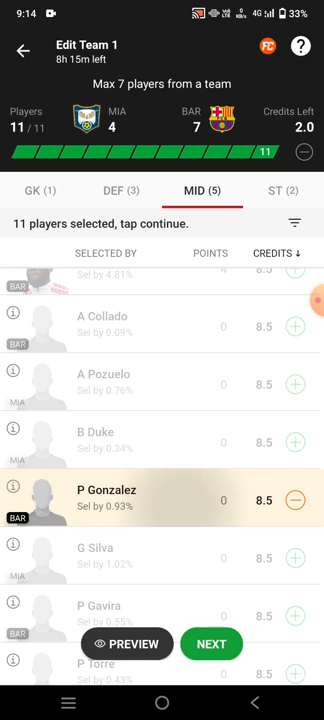 9:14
4G
33%
Edit Team 1
8h 15m left
FC
?
Max 7 players from a team
Players
11 / 11
MIA
4
BAR
7
Credits Left
2.0
11
GK (1)
DEF (3)
MID (5)
ST (2)
11 players selected, tap continue.
SELECTED BY
POINTS
CREDITS ↓
Sel by 4.81%
4
8.5
BAR
A Collado
Sel by 0.09%
0
8.5
BAR
A Pozuelo
Sel by 0.76%
0
8.5
MIA
B Duke
Sel by 0.34%
0
8.5
MIA
P Gonzalez
Sel by 0.93%
0
8.5
BAR
G Silva
Sel by 1.02%
0
8.5
MIA
P Gavira
Sel by 0.55%
0
8.5
BAR
PREVIEW
NEXT
P Torre
Sel by 0.43%
0
8.5